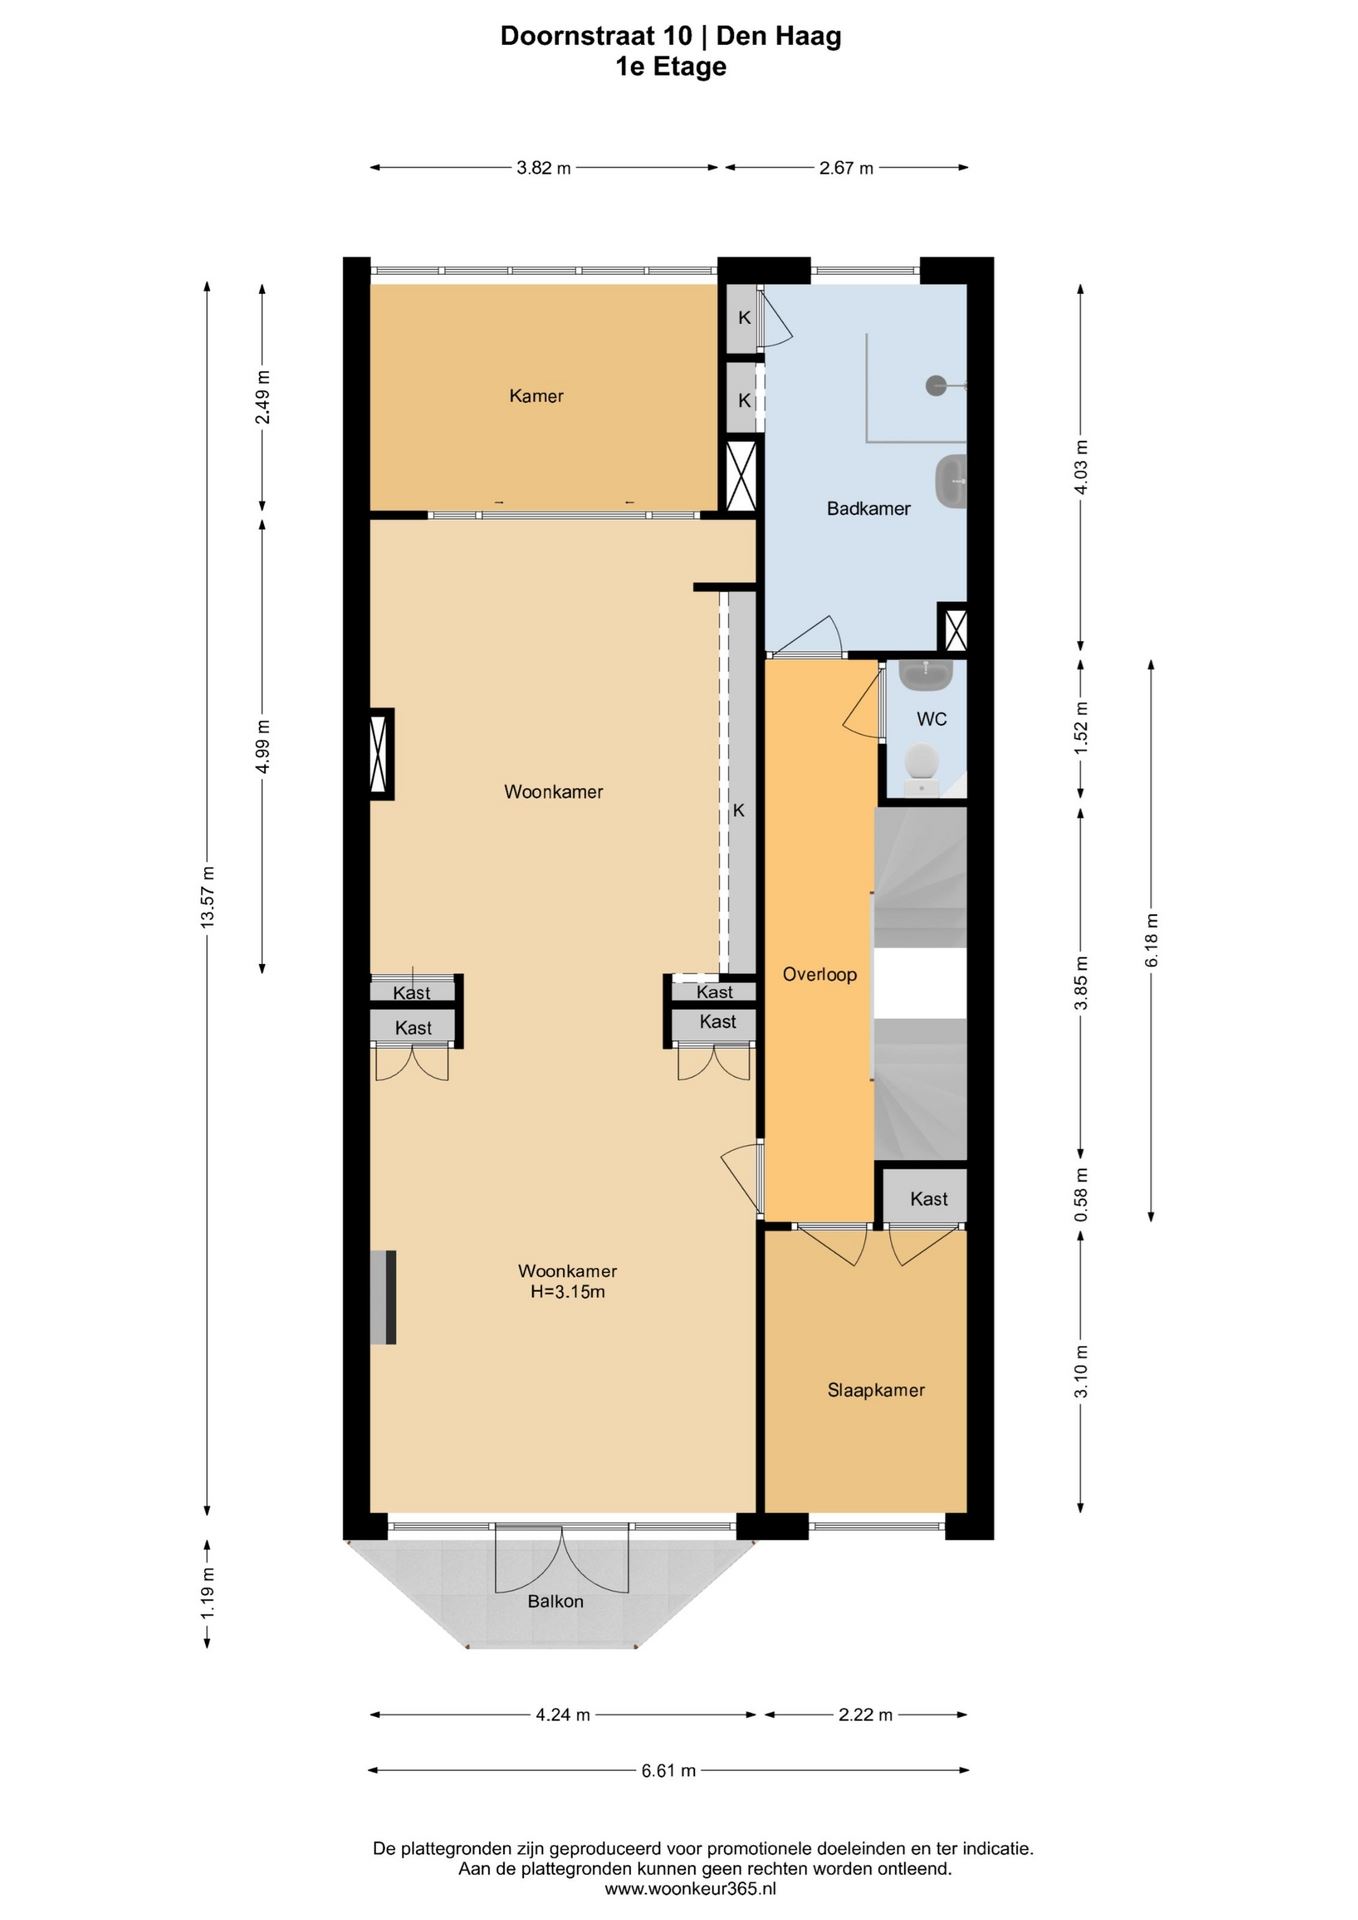 Doornstraat 10 | Den Haag
1e Etage
3.82 m
2.67 m
K
K
Kamer
2.49 m
4.03 m
Badkamer
WC
1.52 m
4.99 m
Woonkamer
K
13.57 m
6.18 m
Overloop
3.85 m
Kast
Kast
Kast
Kast
0.58 m
Kast
Woonkamer
H=3.15m
3.10 m
Slaapkamer
1.19 m
Balkon
4.24 m
2.22 m
6.61 m
De plattegronden zijn geproduceerd voor promotionele doeleinden en ter indicatie.
Aan de plattegronden kunnen geen rechten worden ontleend.
www.woonkeur365.nl